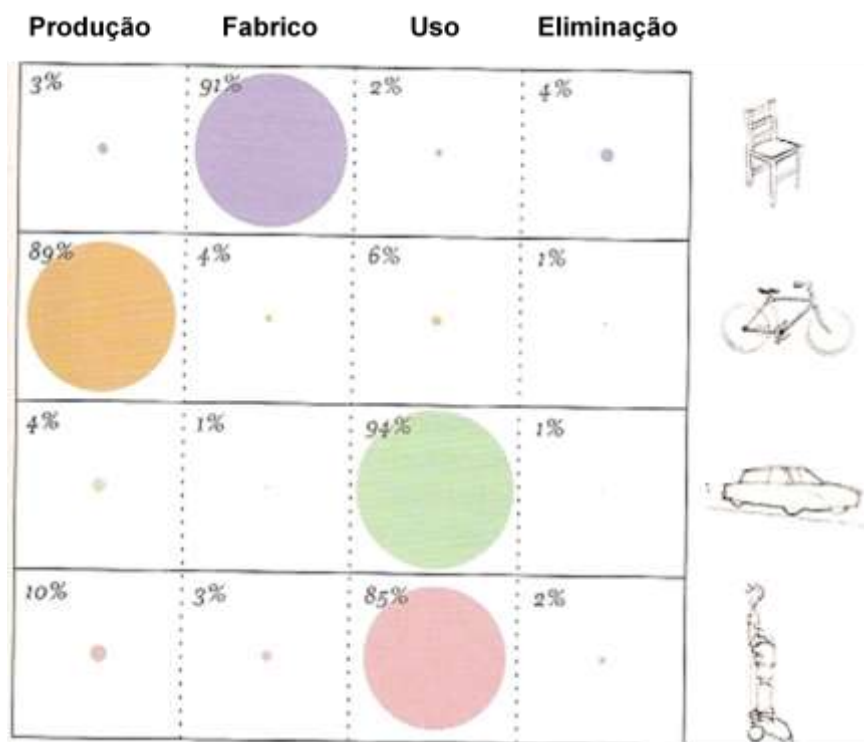 Produção Fabrico Uso Eliminação
3% 91% 2% 4%
89% 4% 6% 1%
4% 1% 94% 1%
10% 3% 85% 2%